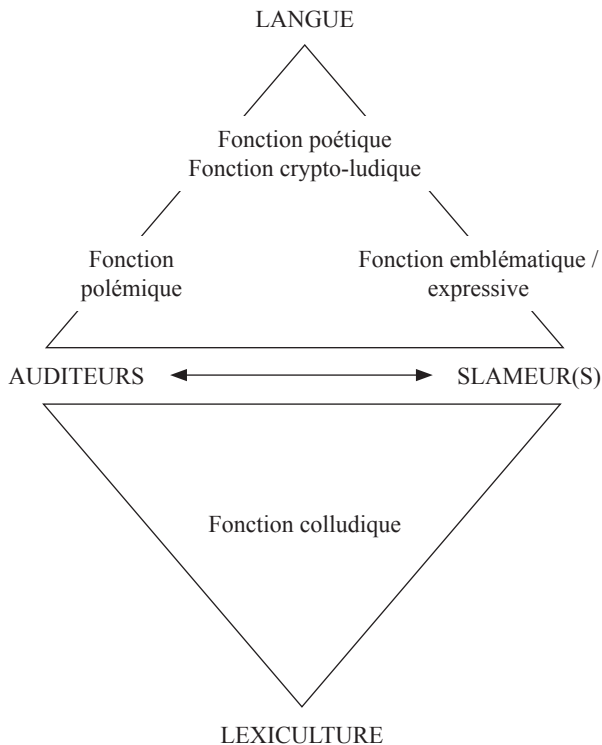 LANGUE
Fonction poétique
Fonction crypto-ludique
Fonction
polémique
Fonction emblématique /
expressive
AUDITEURS
SLAMEUR(S)
Fonction colludique
LEXICULTURE